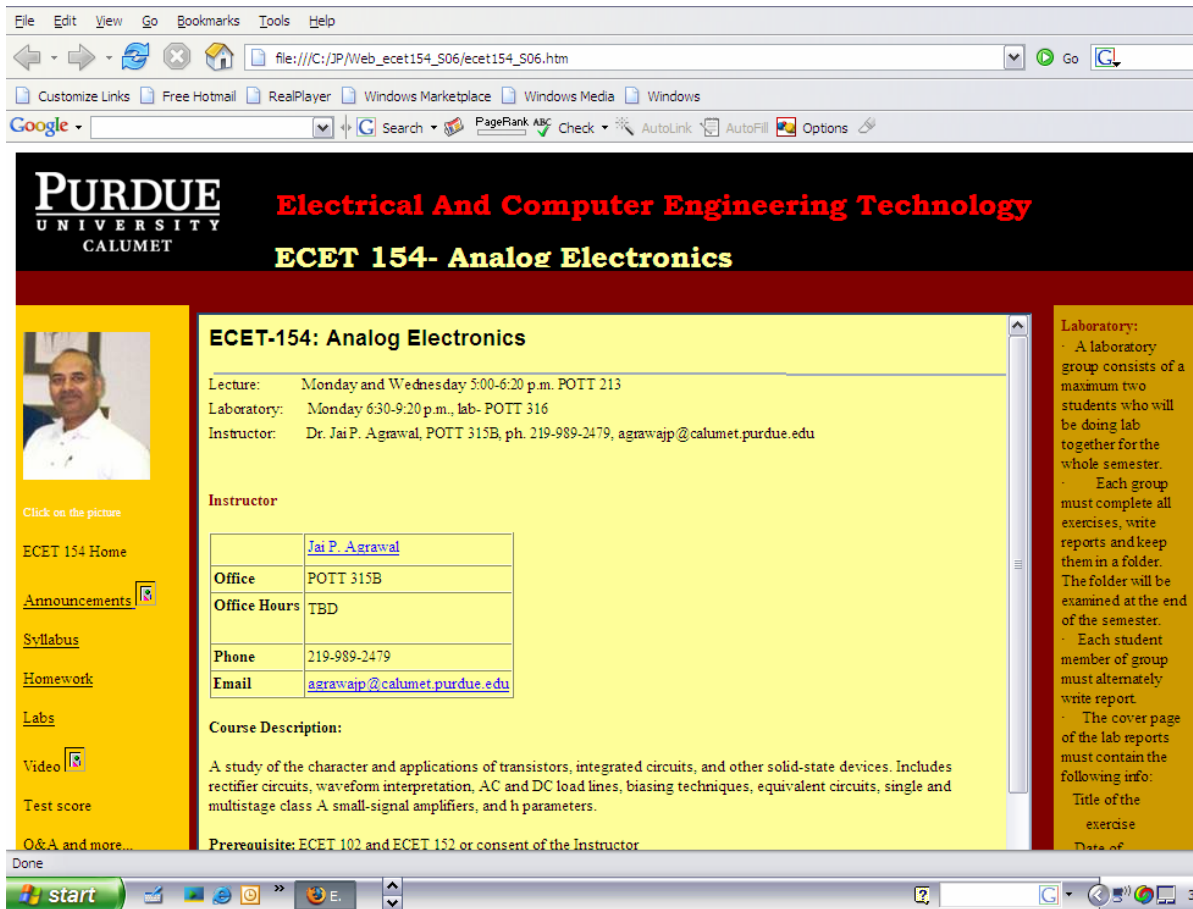 File Edit View Go Bookmarks Tools Help
file:///C:/JP/Web_ecet154_S06/ecet154_S06.htm Go G
Customize Links Free Hotmail RealPlayer Windows Marketplace Windows Media Windows
Google G Search PageRank ABC Check AutoLink AutoFill Options
PURDUE
UNIVERSITY
CALUMET
Electrical And Computer Engineering Technology
ECET 154- Analog Electronics
Click on the picture
ECET 154 Home
Announcements
Syllabus
Homework
Labs
Video
Test score
Q&A and more...
ECET-154: Analog Electronics
Lecture: Monday and Wednesday 5:00-6:20 p.m. POTT 213
Laboratory: Monday 6:30-9:20 p.m., lab- POTT 316
Instructor: Dr. Jai P. Agrawal, POTT 315B, ph. 219-989-2479, agrawajp@calumet.purdue.edu
Instructor
Jai P. Agrawal
Office POTT 315B
Office Hours TBD
Phone 219-989-2479
Email agrawajp@calumet.purdue.edu
Course Description:
A study of the character and applications of transistors, integrated circuits, and other solid-state devices. Includes
rectifier circuits, waveform interpretation, AC and DC load lines, biasing techniques, equivalent circuits, single and
multistage class A small-signal amplifiers, and h parameters.
Prerequisite: ECET 102 and ECET 152 or consent of the Instructor
Laboratory:
· A laboratory
group consists of a
maximum two
students who will
be doing lab
together for the
whole semester.
· Each group
must complete all
exercises, write
reports and keep
them in a folder.
The folder will be
examined at the end
of the semester.
· Each student
member of group
must alternately
write report.
· The cover page
of the lab reports
must contain the
following info:
Title of the
exercise
Date of
Done
start » E. G 3